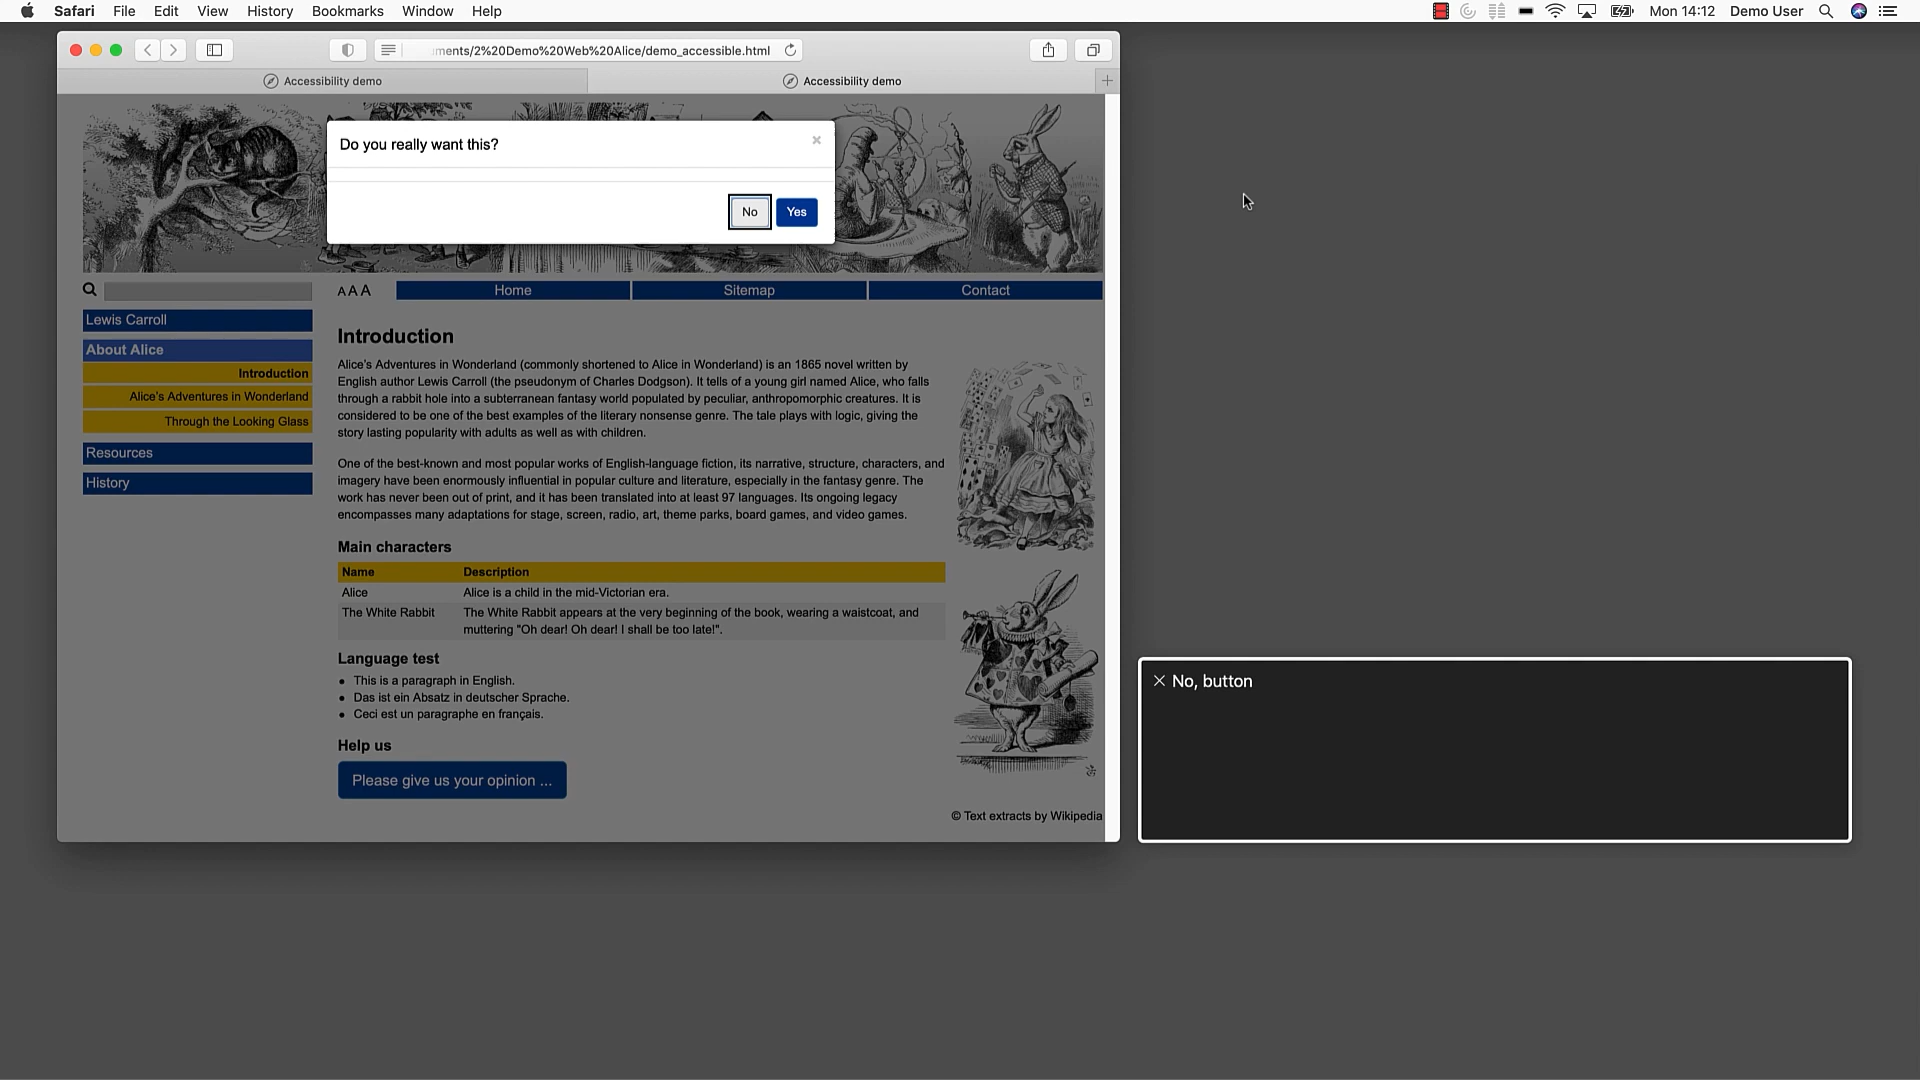 Safari File Edit View History Bookmarks Window Help
Mon 14:12 Demo User
ments/2%20Demo%20Web%20Alice/demo_accessible.html
Accessibility demo
Accessibility demo
Do you really want this?
No
Yes
AAA
Home
Sitemap
Contact
Lewis Carroll
About Alice
Introduction
Alice's Adventures in Wonderland
Through the Looking Glass
Resources
History
Introduction
Alice's Adventures in Wonderland (commonly shortened to Alice in Wonderland) is an 1865 novel written by
English author Lewis Carroll (the pseudonym of Charles Dodgson). It tells of a young girl named Alice, who falls
through a rabbit hole into a subterranean fantasy world populated by peculiar, anthropomorphic creatures. It is
considered to be one of the best examples of the literary nonsense genre. The tale plays with logic, giving the
story lasting popularity with adults as well as with children.
One of the best-known and most popular works of English-language fiction, its narrative, structure, characters, and
imagery have been enormously influential in popular culture and literature, especially in the fantasy genre. The
work has never been out of print, and it has been translated into at least 97 languages. Its ongoing legacy
encompasses many adaptations for stage, screen, radio, art, theme parks, board games, and video games.
Main characters
Name Description
Alice Alice is a child in the mid-Victorian era.
The White Rabbit The White Rabbit appears at the very beginning of the book, wearing a waistcoat, and
muttering "Oh dear! Oh dear! I shall be too late!".
Language test
• This is a paragraph in English.
• Das ist ein Absatz in deutscher Sprache.
• Ceci est un paragraphe en français.
Help us
Please give us your opinion ...
© Text extracts by Wikipedia
No, button